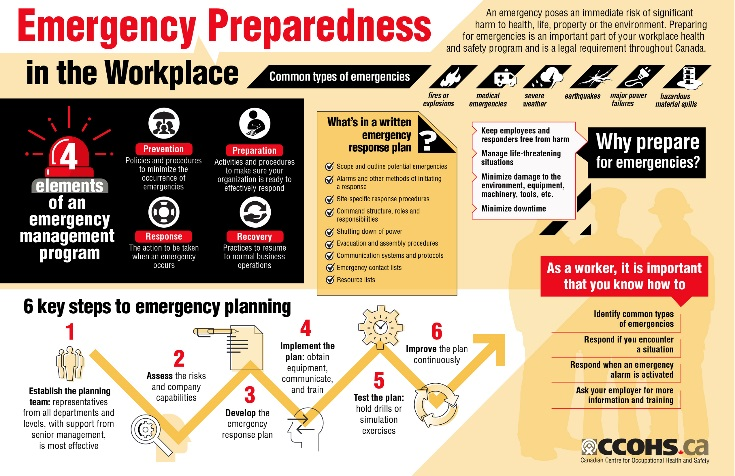 Emergency Preparedness
in the Workplace
An emergency poses an immediate risk of significant
harm to health, life, property or the environment. Preparing
for emergencies is an important part of your workplace health
and safety program and is a legal requirement throughout Canada.
Common types of emergencies
fires or
explosions
medical
emergencies
severe
weather
earthquakes
major power
failures
hazardous
material spills
4
elements
of an
emergency
management
program
Prevention
Policies and procedures
to minimize the
occurrence of
emergencies
Preparation
Activities and procedures
to make sure your
organization is ready to
effectively respond
Response
The action to be taken
when an emergency
occurs
Recovery
Practices to resume
to normal business
operations
What's in a written
emergency
response plan
?
Scope and outline potential emergencies
Alarms and other methods of initiating
a response
Site-specific response procedures
Command structure, roles and
responsibilities
Shutting down of power
Evacuation and assembly procedures
Communication systems and protocols
Emergency contact lists
Resource lists
Keep employees and
responders free from harm
Manage life-threatening
situations
Minimize damage to the
environment, equipment,
machinery, tools, etc.
Minimize downtime
Why prepare
for emergencies?
As a worker, it is important
that you know how to
Identify common types
of emergencies
Respond if you encounter
a situation
Respond when an emergency
alarm is activated
Ask your employer for more
information and training
6 key steps to emergency planning
1
Establish the planning
team: representatives
from all departments and
levels, with support from
senior management,
is most effective
2
Assess the risks
and company
capabilities
3
Develop the
emergency
response plan
4
Implement the
plan: obtain
equipment,
communicate,
and train
5
Test the plan:
hold drills or
simulation
exercises
6
Improve the plan
continuously
CCOHS.ca
Canadian Centre for Occupational Health and Safety